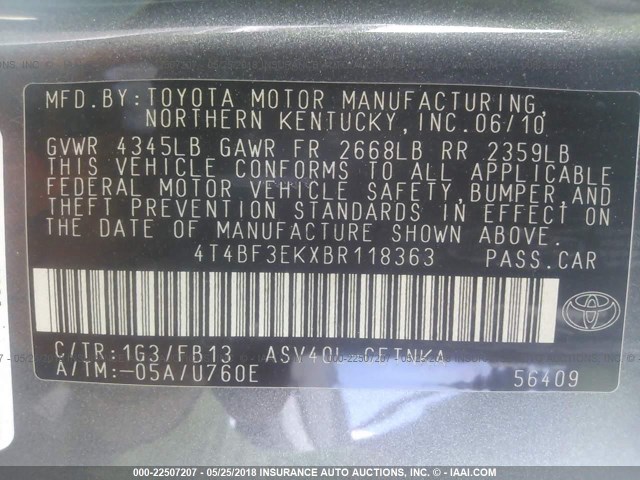 MFD.BY:TOYOTA MOTOR MANUFACTURING,
NORTHERN KENTUCKY, INC. 06/10
GVWR 4345LB GAWR FR 2668LB RR 2359LB
THIS VEHICLE CONFORMS TO ALL APPLICABLE
FEDERAL MOTOR VEHICLE SAFETY, BUMPER, AND
THEFT PREVENTION STANDARDS IN EFFECT ON
THE DATE OF MANUFACTURE SHOWN ABOVE.
4T4BF3EKXBR118363 PASS.CAR
C/TR:1G3/FB13 ASV40L-CETNKA
A/TM:-05A/U760E 56409
000-22507207 - 05/25/2018 INSURANCE AUTO AUCTIONS, INC. - IAAI.COM